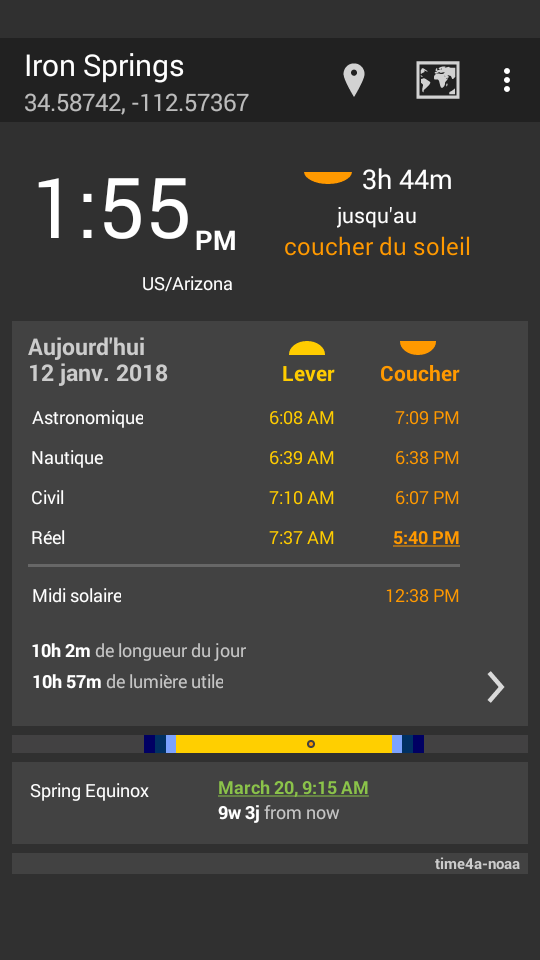 Iron Springs
34.58742, -112.57367
1:55 PM
US/Arizona
3h 44m
jusqu'au
coucher du soleil
Aujourd'hui
12 janv. 2018
Lever Coucher
Astronomique 6:08 AM 7:09 PM
Nautique 6:39 AM 6:38 PM
Civil 7:10 AM 6:07 PM
Réel 7:37 AM 5:40 PM
Midi solaire 12:38 PM
10h 2m de longueur du jour
10h 57m de lumière utile
Spring Equinox March 20, 9:15 AM
9w 3j from now
time4a-noaa